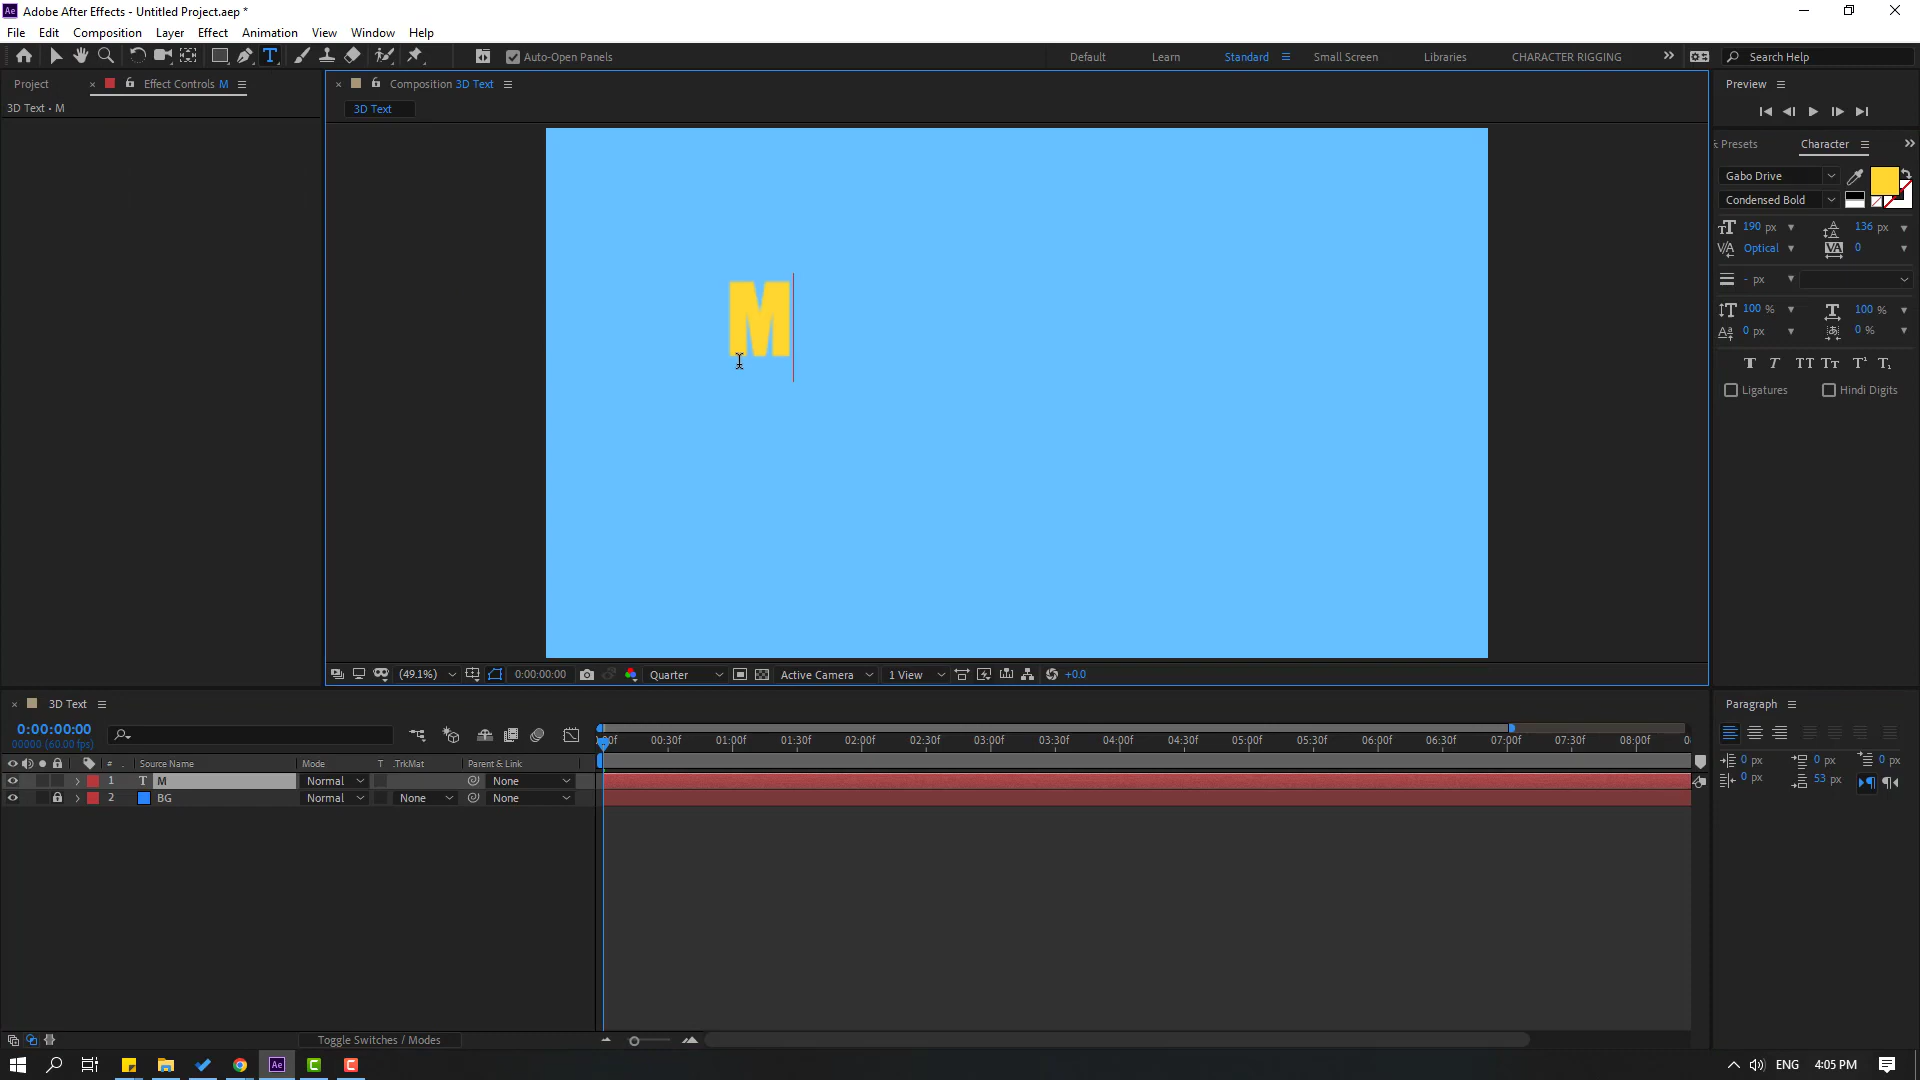 Ae Adobe After Effects - Untitled Project.aep *
File Edit Composition Layer Effect Animation View Window Help
Auto-Open Panels Default Learn Standard Small Screen Libraries CHARACTER RIGGING Search Help
Project Effect Controls M
3D Text • M
Composition 3D Text
3D Text
M
(49.1%) 0:00:00:00 Quarter Active Camera 1 View +0.0
Preview
Presets Character
Gabo Drive
Condensed Bold
190 px 136 px
Optical 0
- px
100 % 100 %
0 px 0 %
T T TT Tr T¹ T₁
Ligatures Hindi Digits
3D Text
0:00:00:00
00000 (60.00 fps)
00:30f 01:00f 01:30f 02:00f 02:30f 03:00f 03:30f 04:00f 04:30f 05:00f 05:30f 06:00f 06:30f 07:00f 07:30f 08:00f
# Source Name Mode T .TrkMat Parent & Link
1 T M Normal None
2 BG Normal None None
Toggle Switches / Modes
Paragraph
0 px 0 px 0 px
0 px 53 px
Ae ENG 4:05 PM